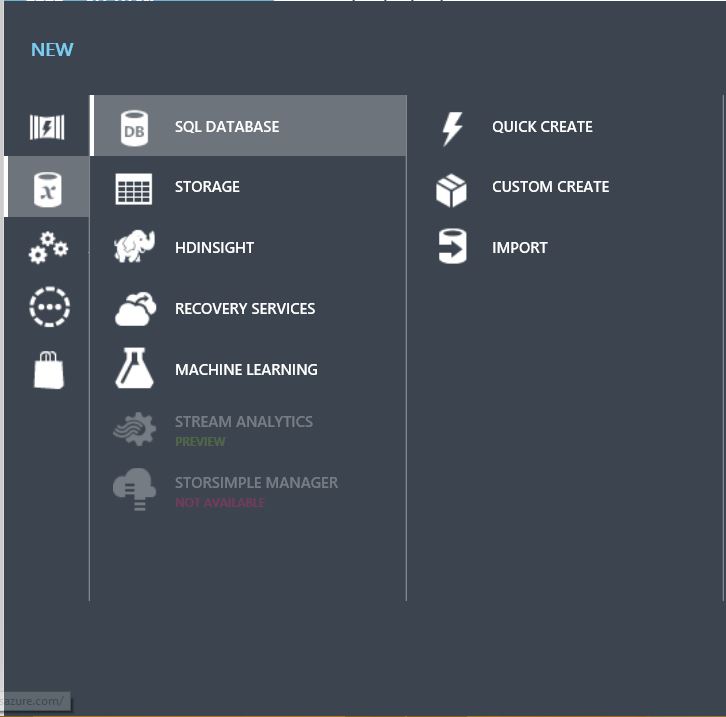 NEW
DB
SQL DATABASE
STORAGE
HDINSIGHT
RECOVERY SERVICES
MACHINE LEARNING
STREAM ANALYTICS
PREVIEW
STORSIMPLE MANAGER
NOT AVAILABLE
QUICK CREATE
CUSTOM CREATE
IMPORT
x
sazure.com/